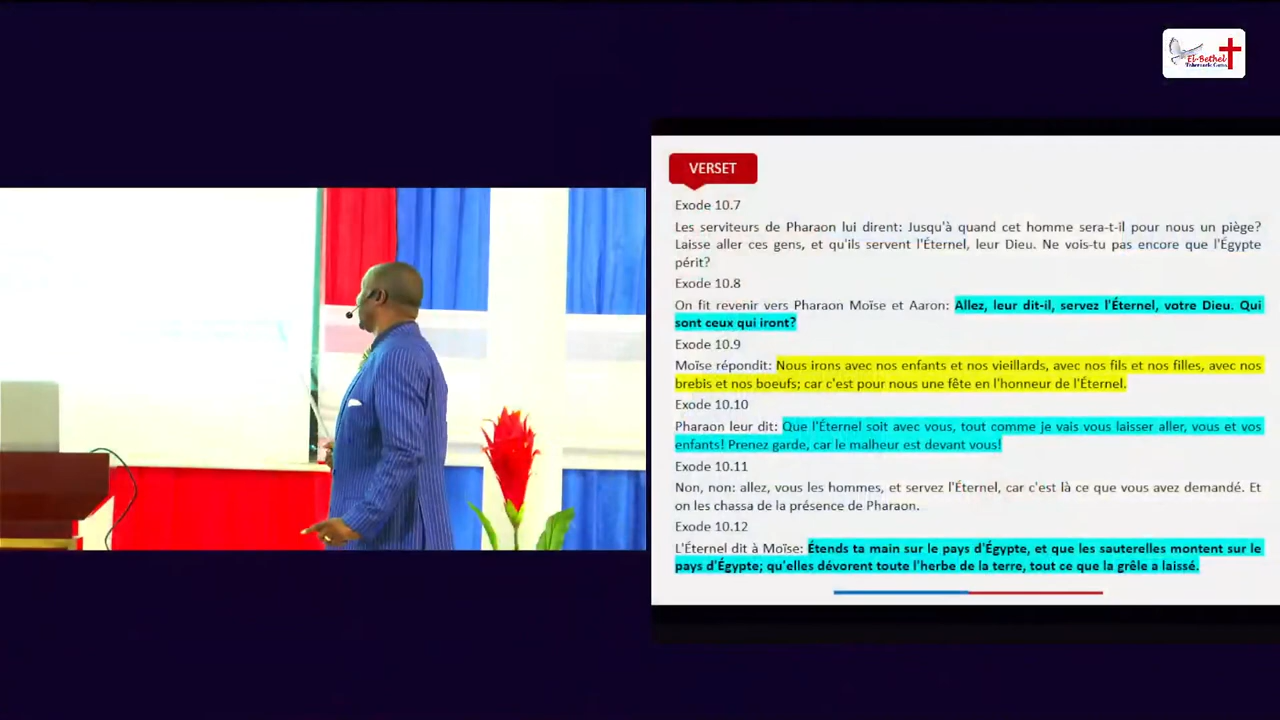 El-Bethel
Tabernacle Goma
VERSET
Exode 10.7
Les serviteurs de Pharaon lui dirent: Jusqu'à quand cet homme sera-t-il pour nous un piège?
Laisse aller ces gens, et qu'ils servent l'Éternel, leur Dieu. Ne vois-tu pas encore que l'Égypte
périt?
Exode 10.8
On fit revenir vers Pharaon Moïse et Aaron: Allez, leur dit-il, servez l'Éternel, votre Dieu. Qui
sont ceux qui iront?
Exode 10.9
Moïse répondit: Nous irons avec nos enfants et nos vieillards, avec nos fils et nos filles, avec nos
brebis et nos boeufs; car c'est pour nous une fête en l'honneur de l'Éternel.
Exode 10.10
Pharaon leur dit: Que l'Éternel soit avec vous, tout comme je vais vous laisser aller, vous et vos
enfants! Prenez garde, car le malheur est devant vous!
Exode 10.11
Non, non: allez, vous les hommes, et servez l'Éternel, car c'est là ce que vous avez demandé. Et
on les chassa de la présence de Pharaon.
Exode 10.12
L'Éternel dit à Moïse: Étends ta main sur le pays d'Égypte, et que les sauterelles montent sur le
pays d'Égypte; qu'elles dévorent toute l'herbe de la terre, tout ce que la grêle a laissé.